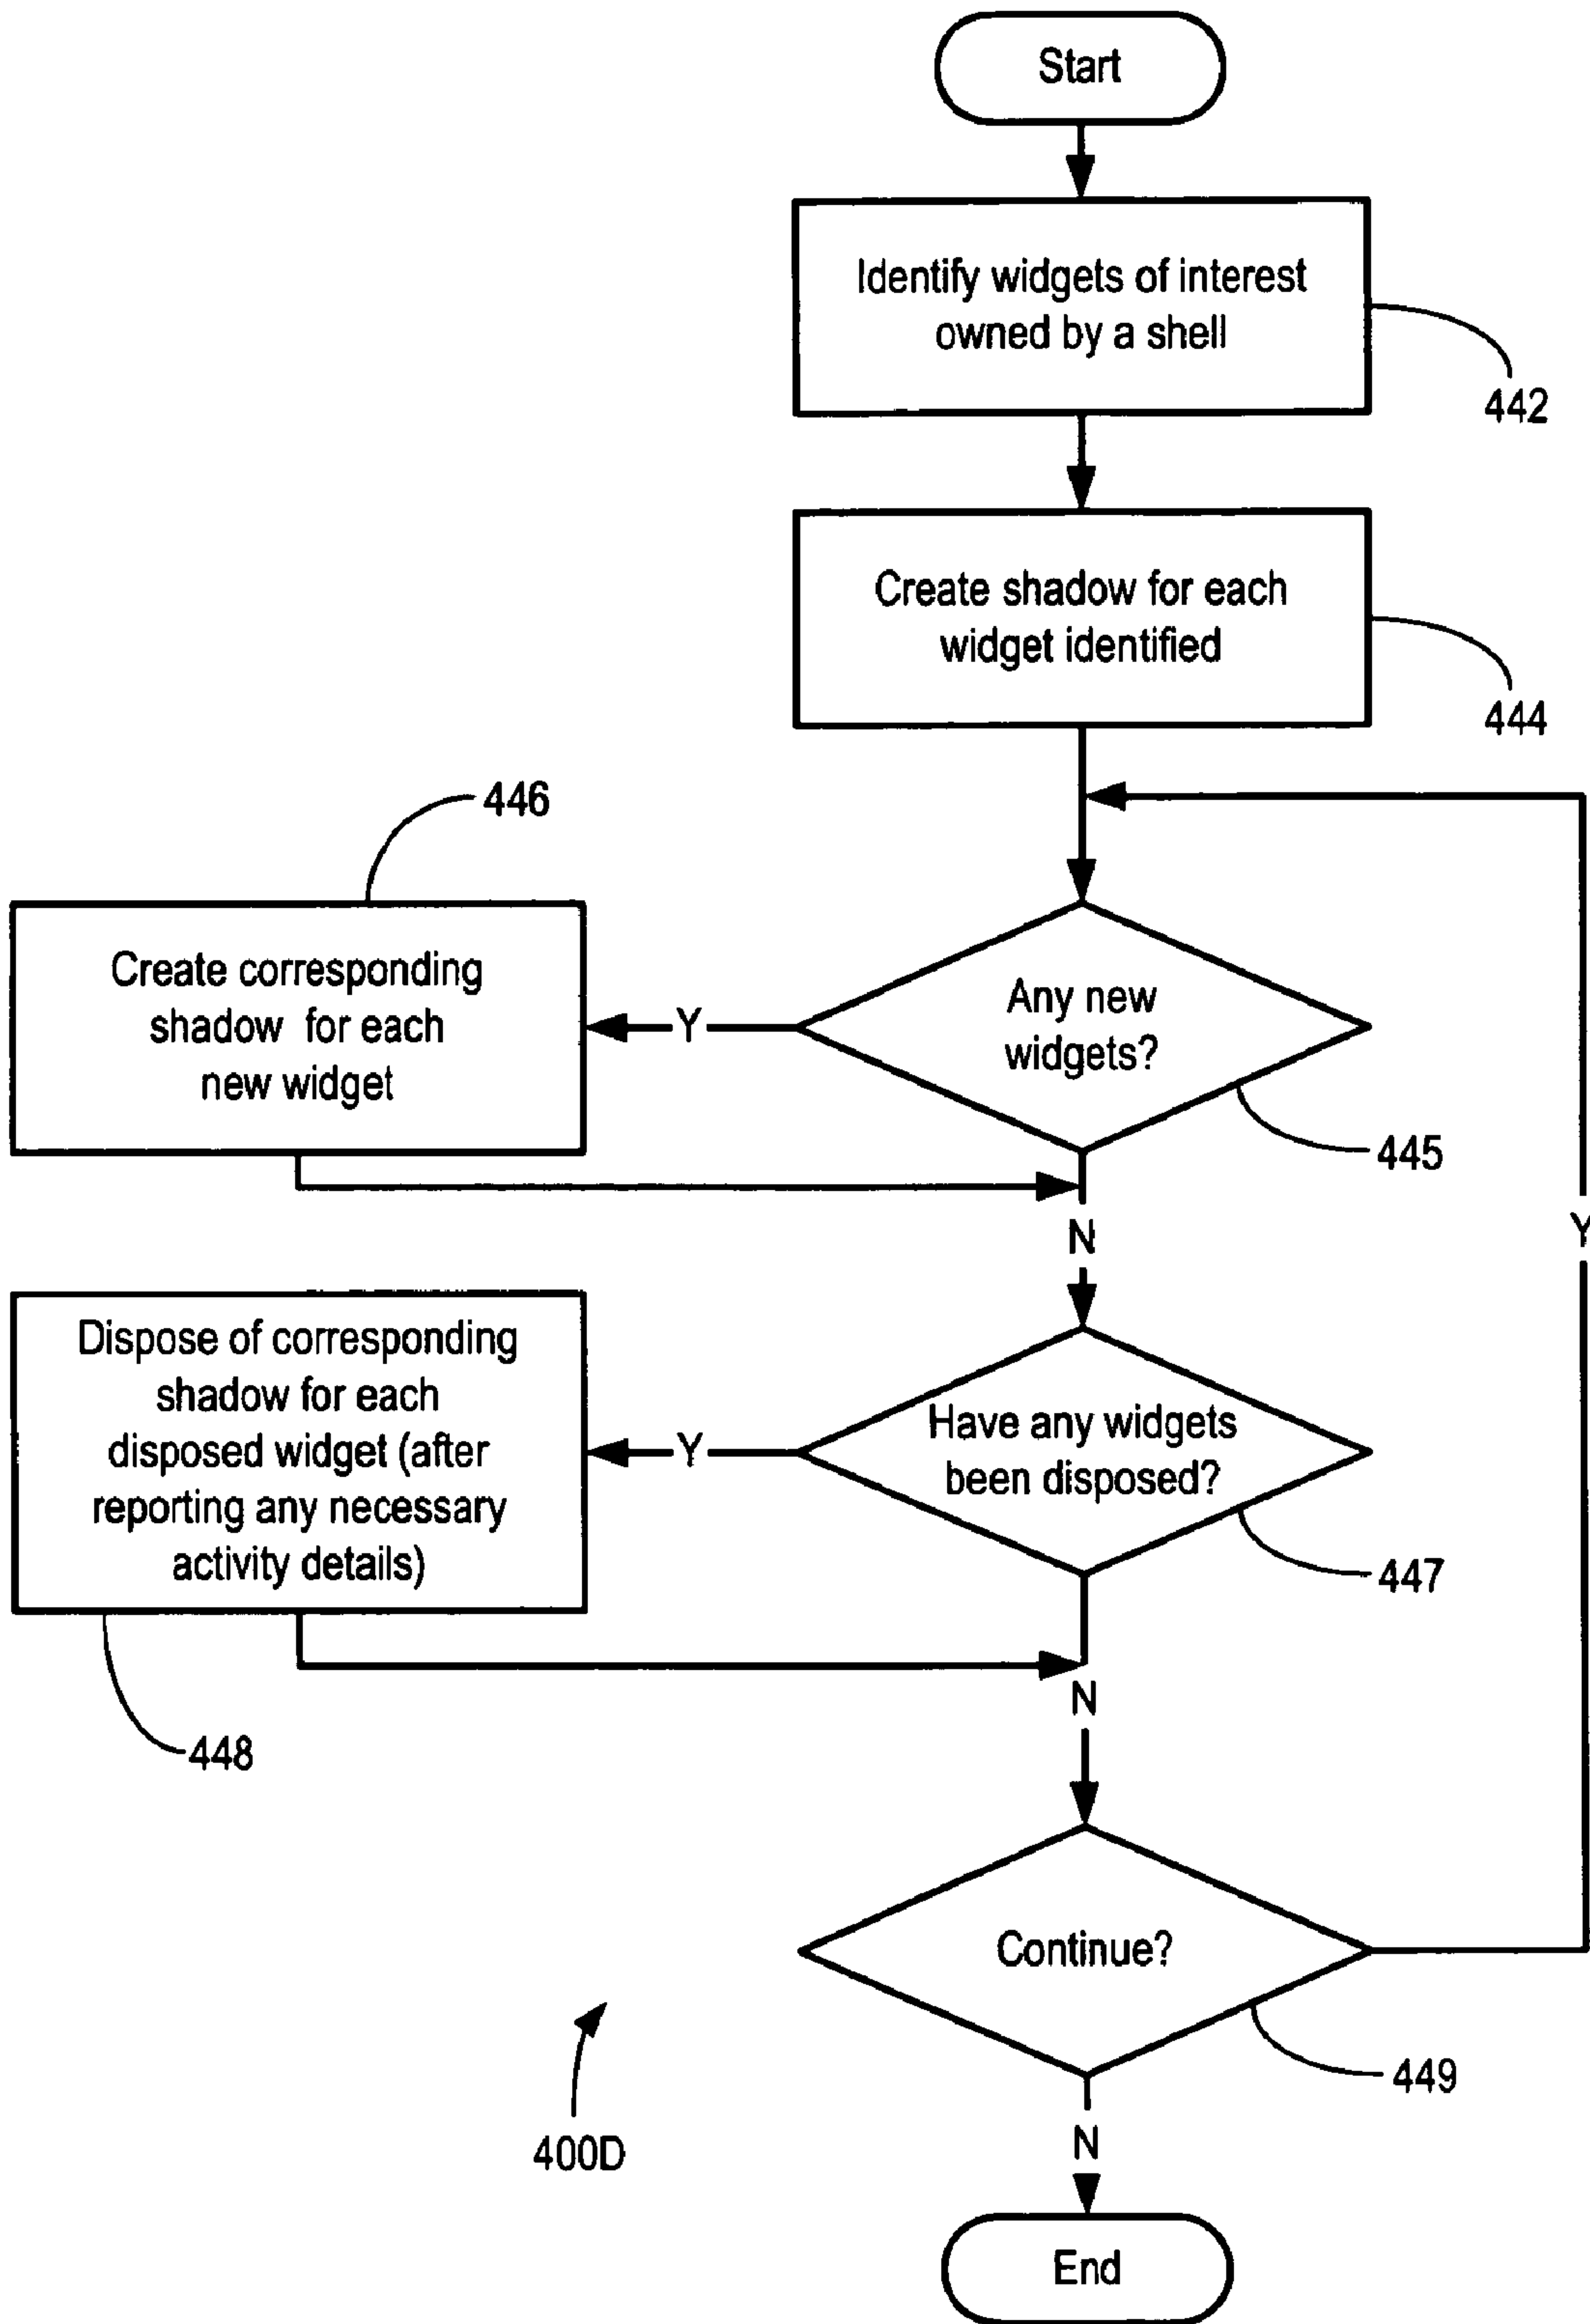 Start
Identify widgets of interest
owned by a shell
442
Create shadow for each
widget identified
444
446
Create corresponding
shadow for each
new widget
Y
Any new
widgets?
445
N
Y
Dispose of corresponding
shadow for each
disposed widget (after
reporting any necessary
activity details)
Y
Have any widgets
been disposed?
447
448
N
Continue?
449
400D
N
End